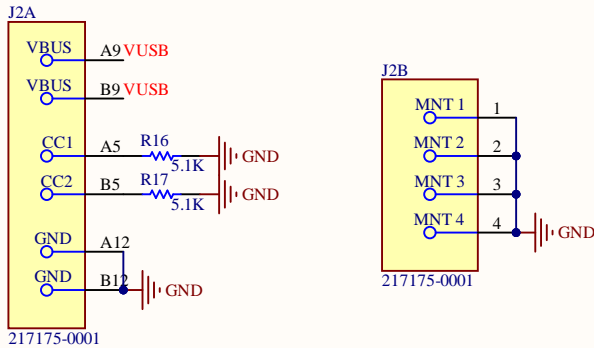 J2A
VBUS A9 VUSB
VBUS B9 VUSB
CC1 A5 R16 5.1K GND
CC2 B5 R17 5.1K GND
GND A12
GND B12 GND
217175-0001
J2B
MNT 1 1
MNT 2 2
MNT 3 3
MNT 4 4 GND
217175-0001